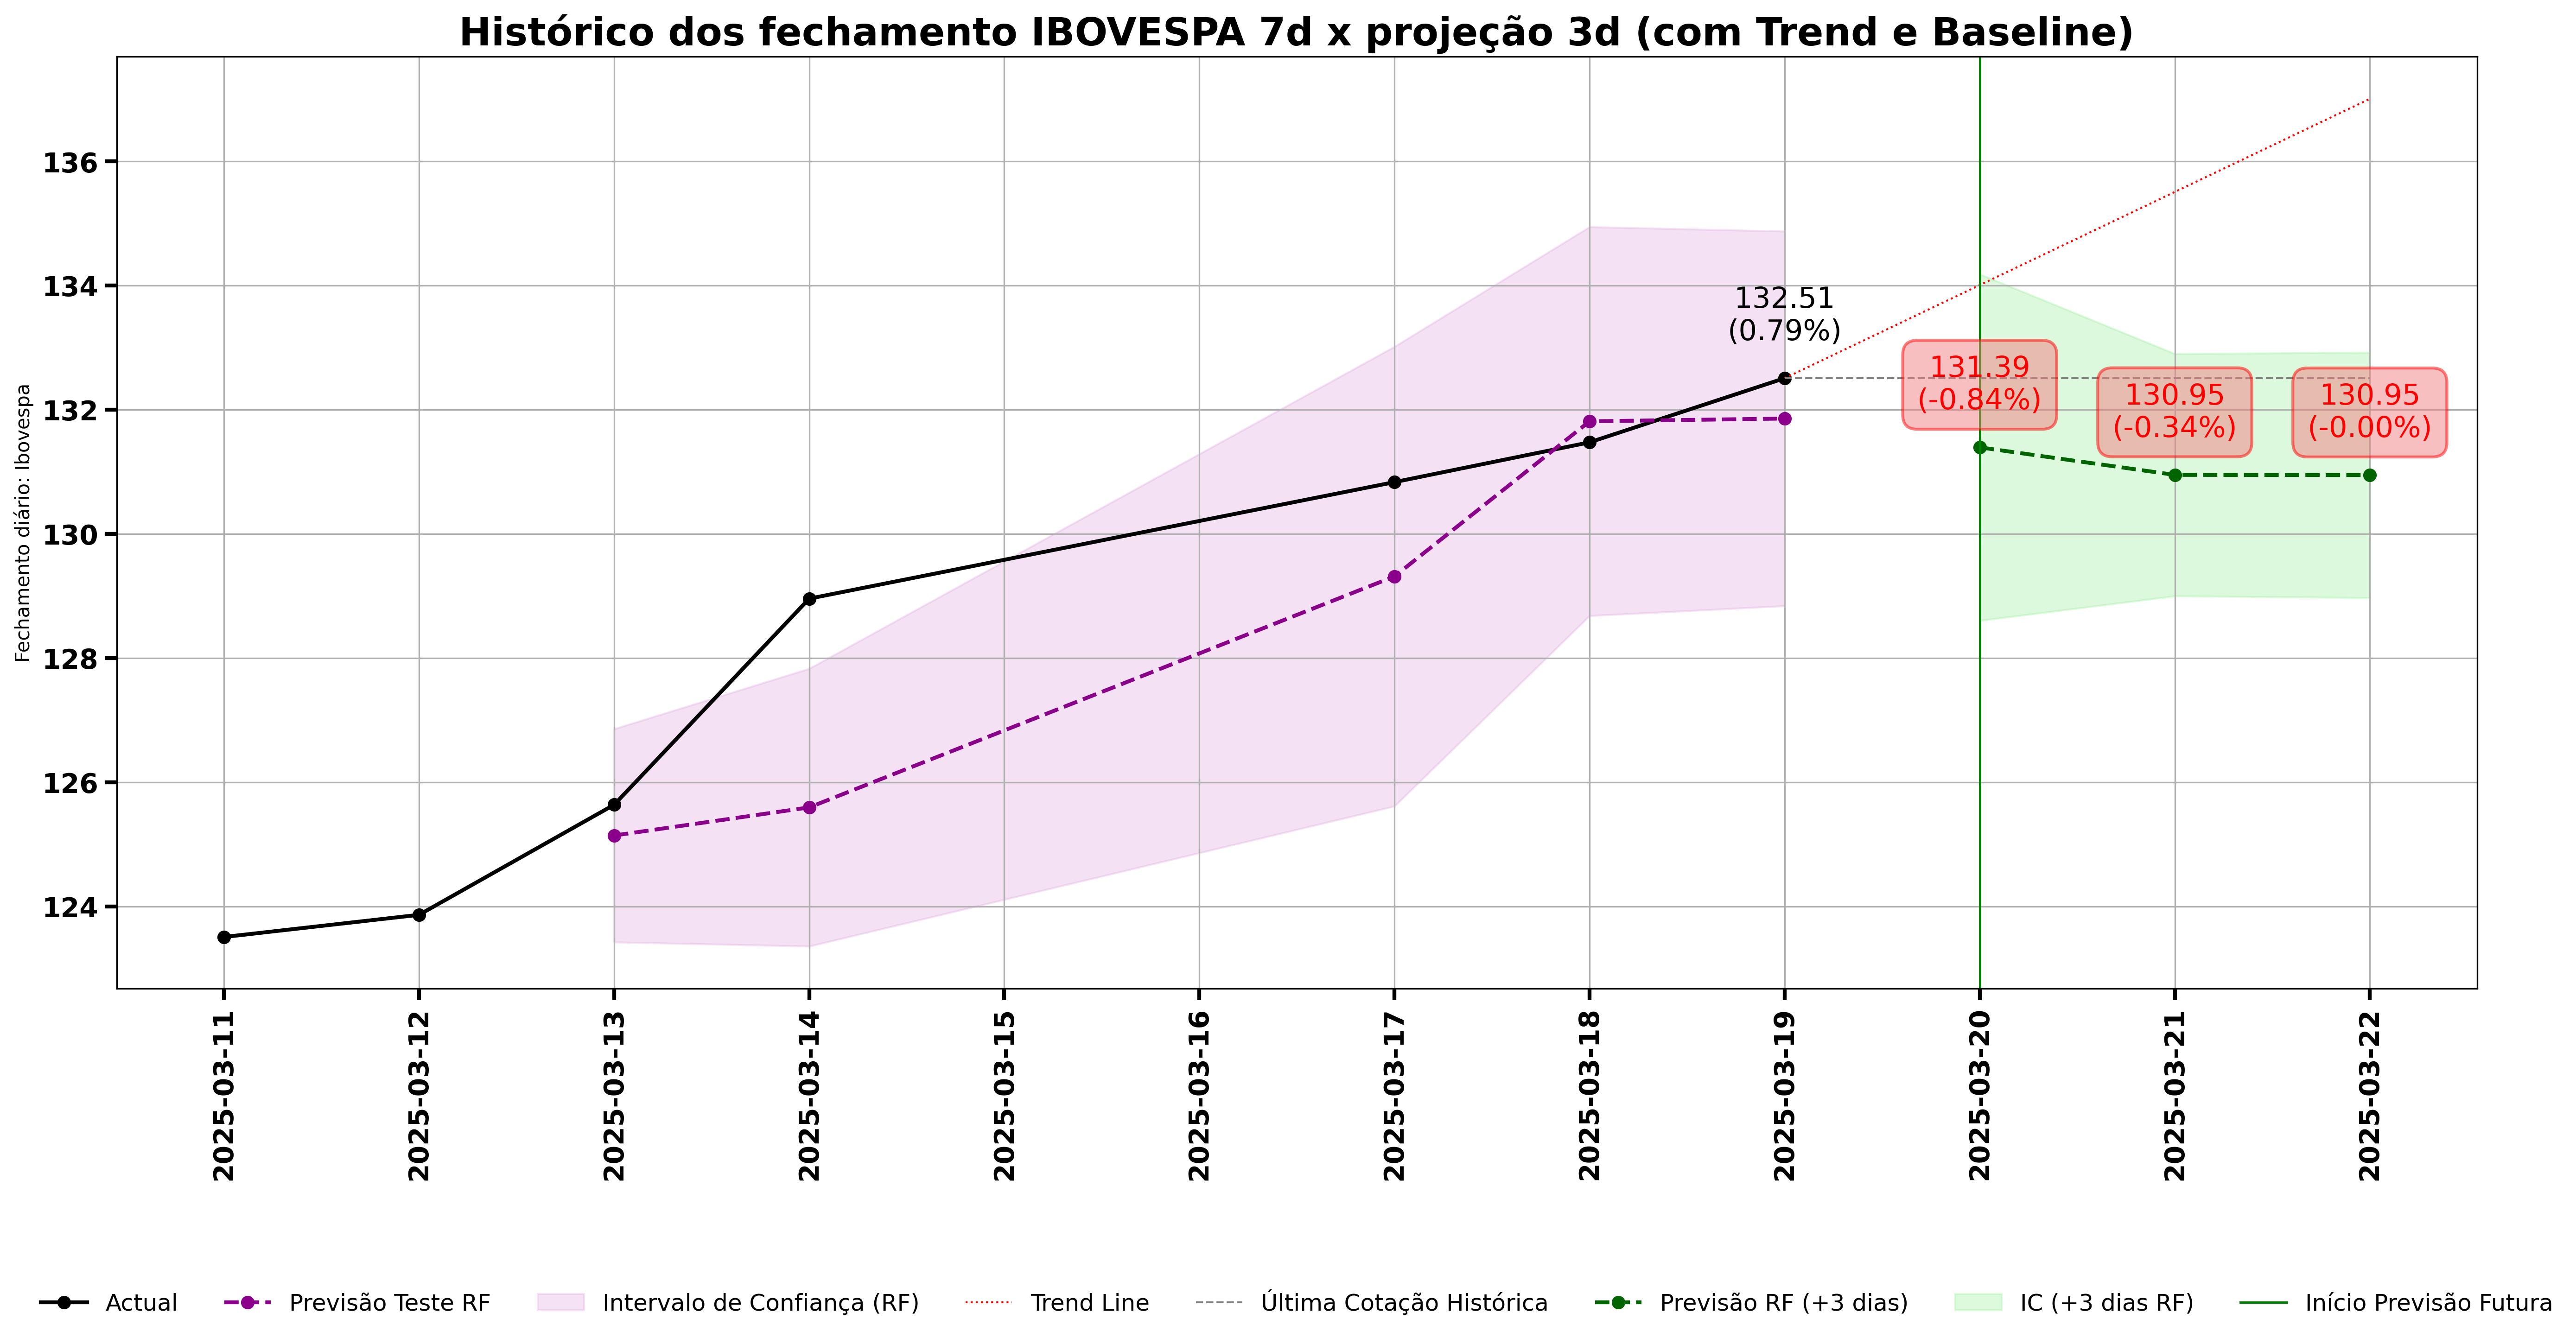 Histórico dos fechamento IBOVESPA 7d x projeção 3d (com Trend e Baseline)
Fechamento diário: Ibovespa
136
134
132
130
128
126
124
132.51
(0.79%)
131.39
(-0.84%)
130.95
(-0.34%)
130.95
(-0.00%)
2025-03-11
2025-03-12
2025-03-13
2025-03-14
2025-03-15
2025-03-16
2025-03-17
2025-03-18
2025-03-19
2025-03-20
2025-03-21
2025-03-22
Actual
Previsão Teste RF
Intervalo de Confiança (RF)
Trend Line
Última Cotação Histórica
Previsão RF (+3 dias)
IC (+3 dias RF)
Início Previsão Futura